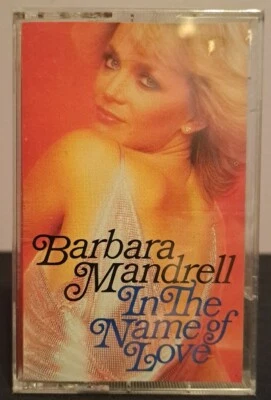 Barbara
Mandrell
In The
Name of
Love